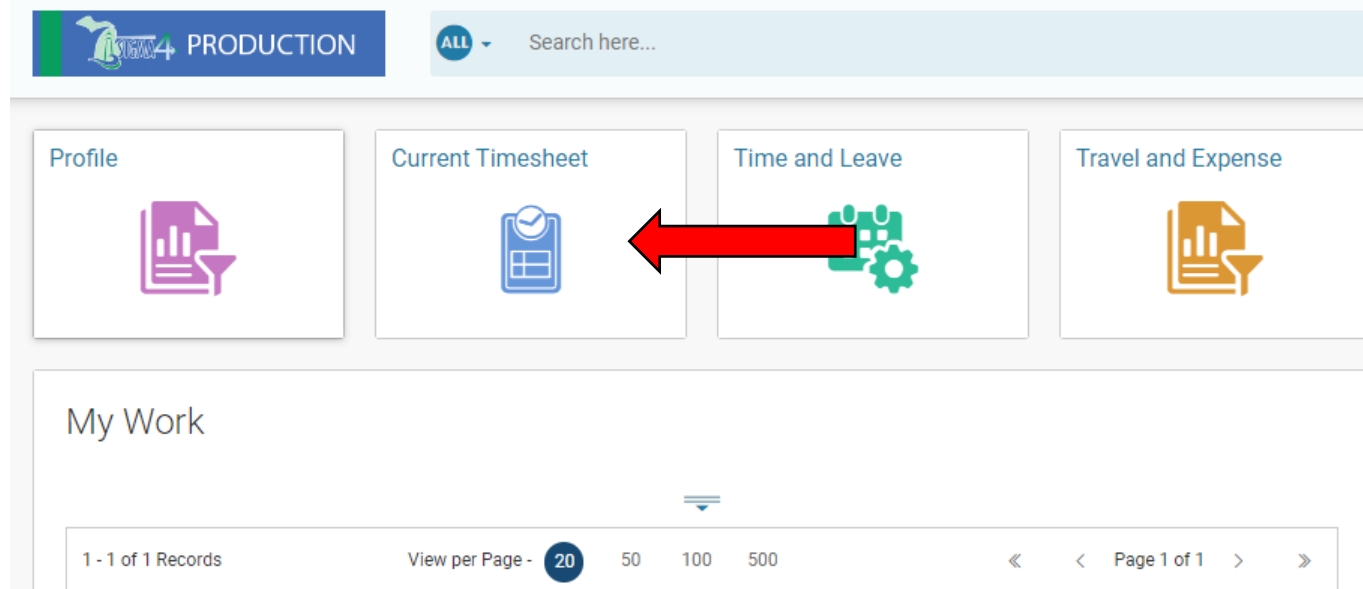 SIGMA4 PRODUCTION
ALL Search here...
Profile
Current Timesheet
Time and Leave
Travel and Expense
My Work
1 - 1 of 1 Records View per Page - 20 50 100 500 « < Page 1 of 1 > »